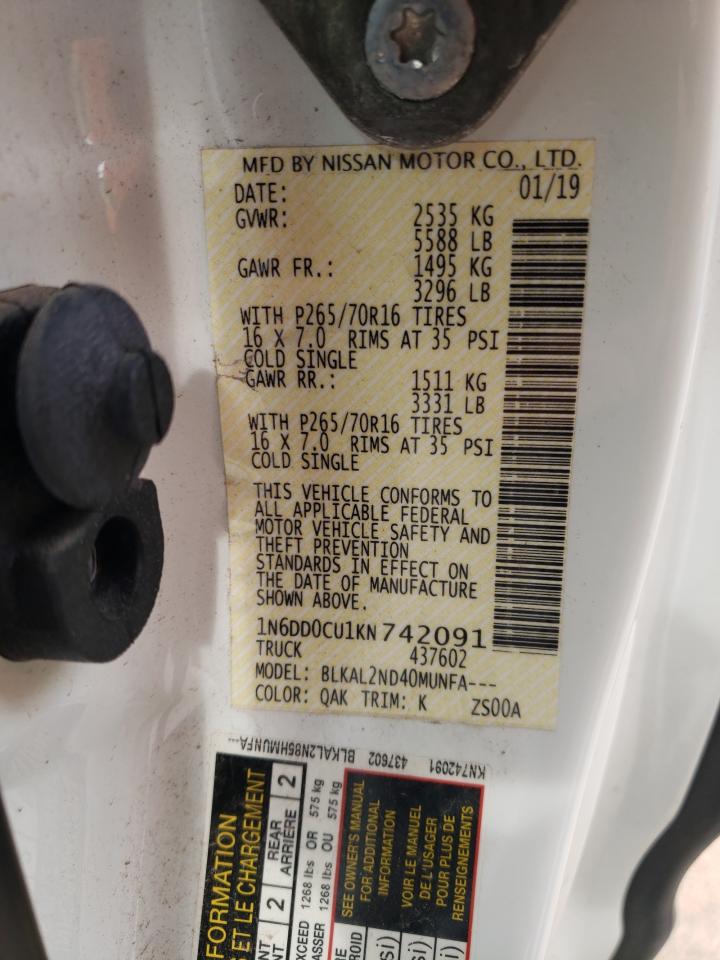 MFD BY NISSAN MOTOR CO., LTD.
DATE: 01/19
GVWR: 2535 KG
5588 LB
GAWR FR.: 1495 KG
3296 LB
WITH P265/70R16 TIRES
16 X 7.0 RIMS AT 35 PSI
COLD SINGLE
GAWR RR.: 1511 KG
3331 LB
WITH P265/70R16 TIRES
16 X 7.0 RIMS AT 35 PSI
COLD SINGLE
THIS VEHICLE CONFORMS TO
ALL APPLICABLE FEDERAL
MOTOR VEHICLE SAFETY AND
THEFT PREVENTION
STANDARDS IN EFFECT ON
THE DATE OF MANUFACTURE
SHOWN ABOVE.
1N6DD0CU1KN742091
TRUCK 437602
MODEL: BLKAL2ND40MUNFA---
COLOR: QAK TRIM: K ZS00A
KN742091 437602 BLKAL2N85HMUNFA---
FORMATION
ET LE CHARGEMENT
2 REAR 2
ARRIÈRE
EXCEED 1268 lbs OR 575 kg
1268 lbs OU 575 kg
SEE OWNER'S MANUAL
FOR ADDITIONAL
INFORMATION
VOIR LE MANUEL
DE L'USAGER
POUR PLUS DE
RENSEIGNEMENTS